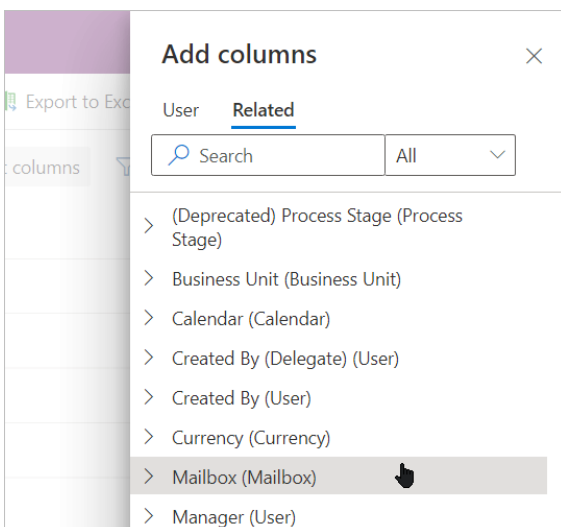 Add columns
User Related
Export to Exc
Search All
columns
(Deprecated) Process Stage (Process
Stage)
Business Unit (Business Unit)
Calendar (Calendar)
Created By (Delegate) (User)
Created By (User)
Currency (Currency)
Mailbox (Mailbox)
Manager (User)